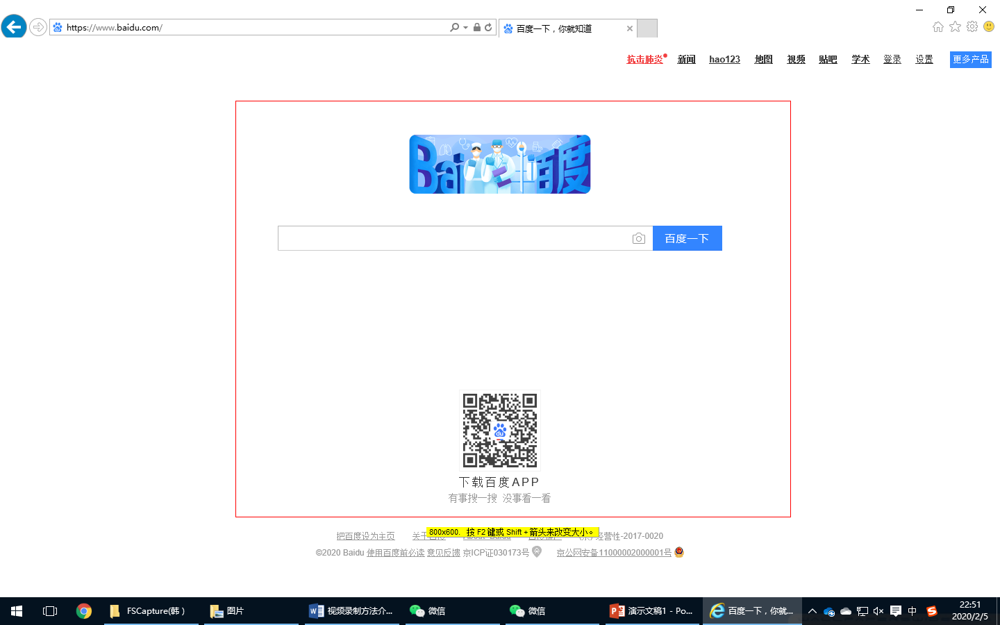 https://www.baidu.com/
百度一下，你就知道
抗击肺炎 新闻 hao123 地图 视频 贴吧 学术 登录 设置 更多产品
Bai 百度
百度一下
du
下载百度APP
有事搜一搜 没事看一看
800x600. 按 F2 键或 Shift + 箭头来改变大小。
把百度设为主页 经营性-2017-0020
©2020 Baidu 使用百度前必读 意见反馈 京ICP证030173号 京公网安备11000002000001号
FSCapture(韩）
图片
视频录制方法介...
微信
微信
演示文稿1 - Po...
百度一下，你就...
中
22:51
2020/2/5